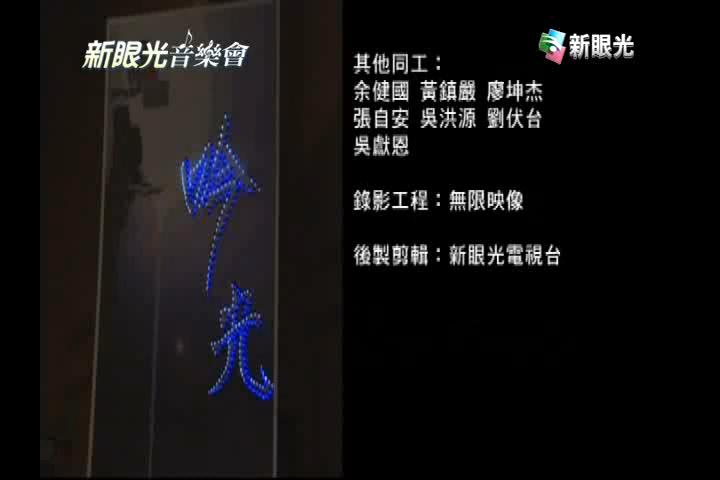 新眼光音樂會
新眼光
其他同工：
余健國 黃鎮嚴 廖坤杰
張自安 吳洪源 劉伏台
吳獻恩
錄影工程：無限映像
後製剪輯：新眼光電視台
吟光